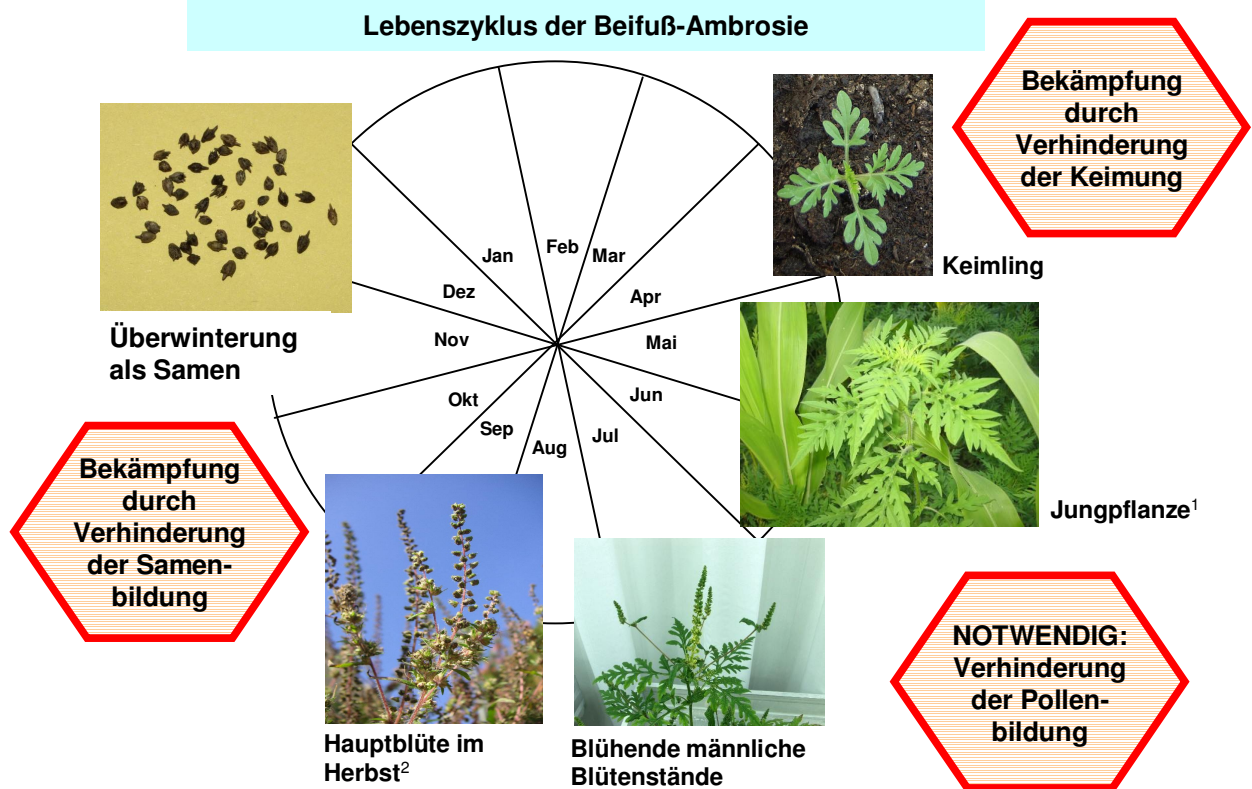 Lebenszyklus der Beifuß-Ambrosie
Bekämpfung
durch
Verhinderung
der Keimung
Keimling
Jan
Feb
Mar
Dez
Apr
Nov
Mai
Okt
Jun
Sep
Aug
Jul
Überwinterung
als Samen
Bekämpfung
durch
Verhinderung
der Samen-
bildung
Jungpflanze¹
NOTWENDIG:
Verhinderung
der Pollen-
bildung
Hauptblüte im
Herbst²
Blühende männliche
Blütenstände